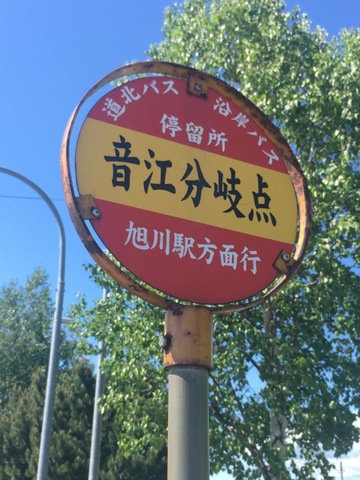 道北バス 沿岸バス
停留所
音江分岐点
旭川駅方面行